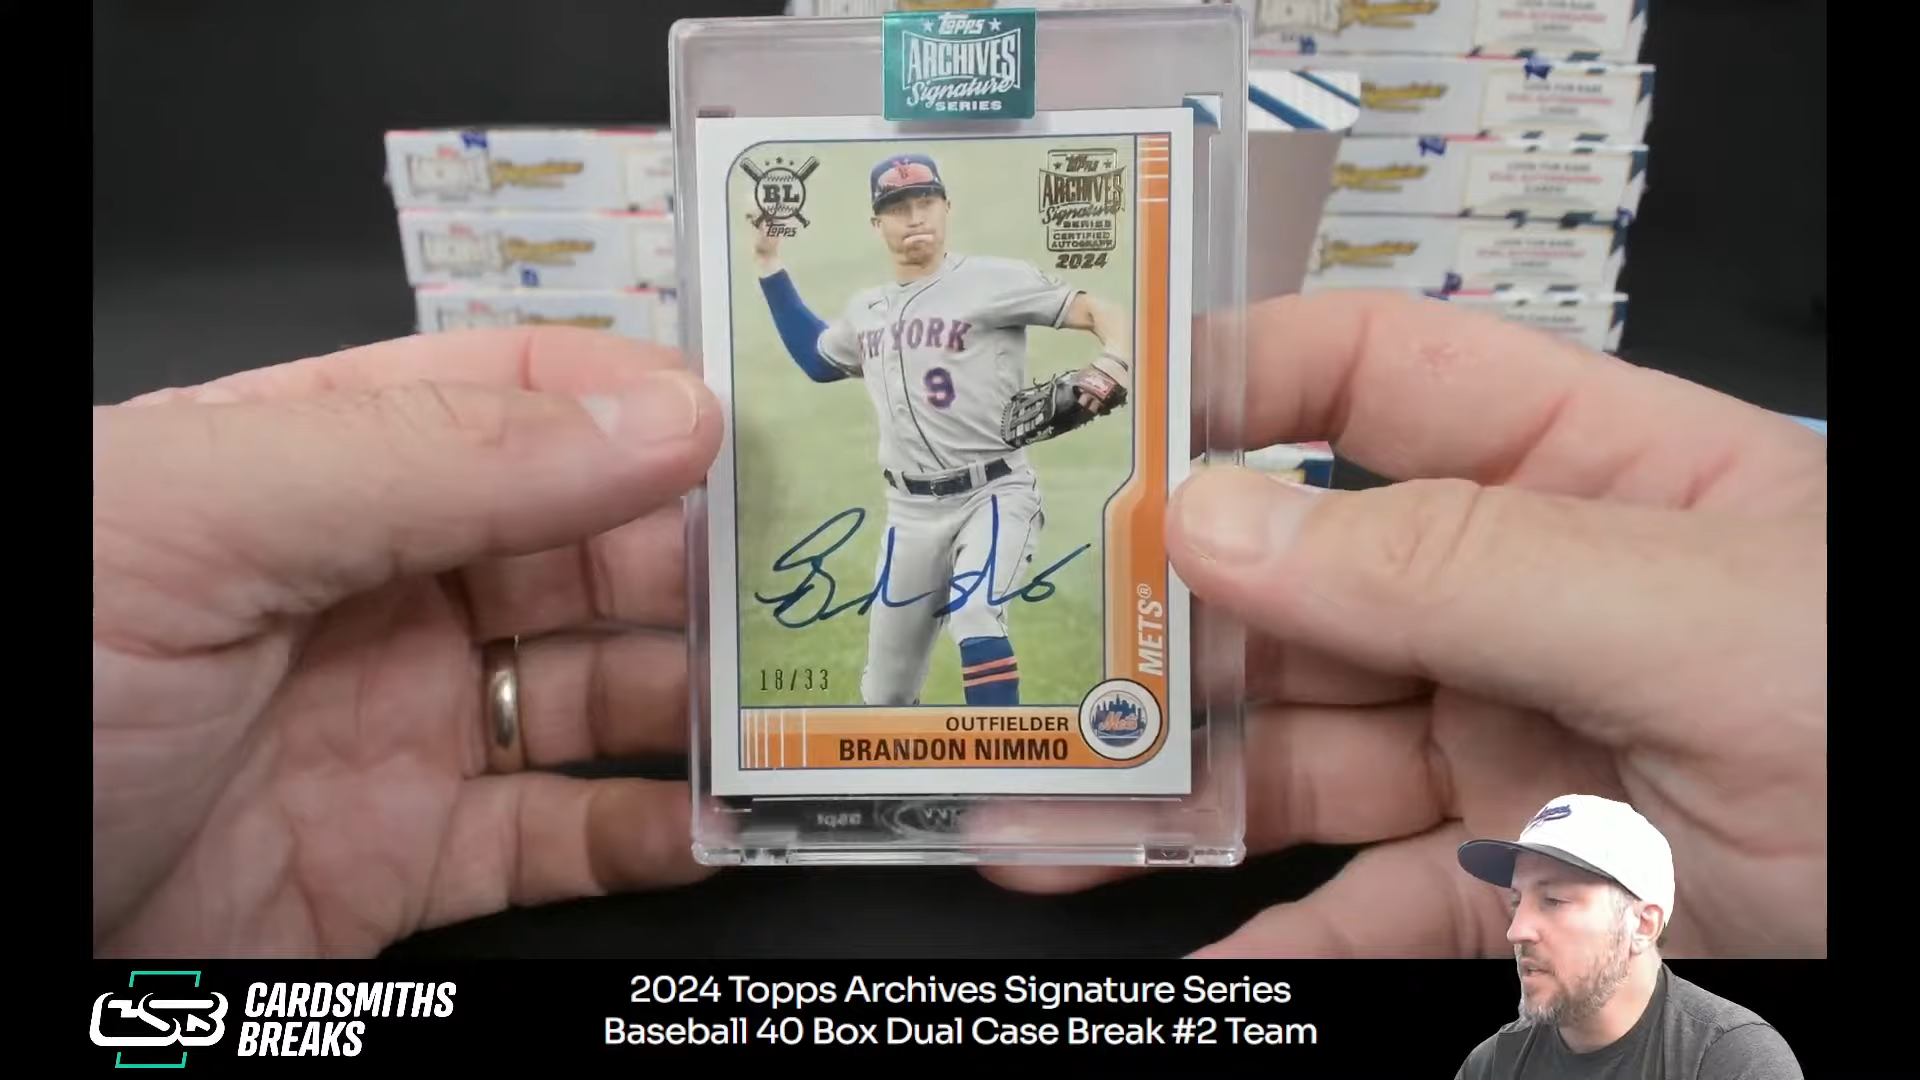 TOPPS
ARCHIVES
Signature
SERIES
BL
TOPPS
TOPPS
ARCHIVES
Signature
SERIES
CERTIFIED
AUTOGRAPH
2024
NEW YORK
9
18/33
METS®
OUTFIELDER
BRANDON NIMMO
Mets
CSB
CARDSMITHS
BREAKS
2024 Topps Archives Signature Series
Baseball 40 Box Dual Case Break #2 Team